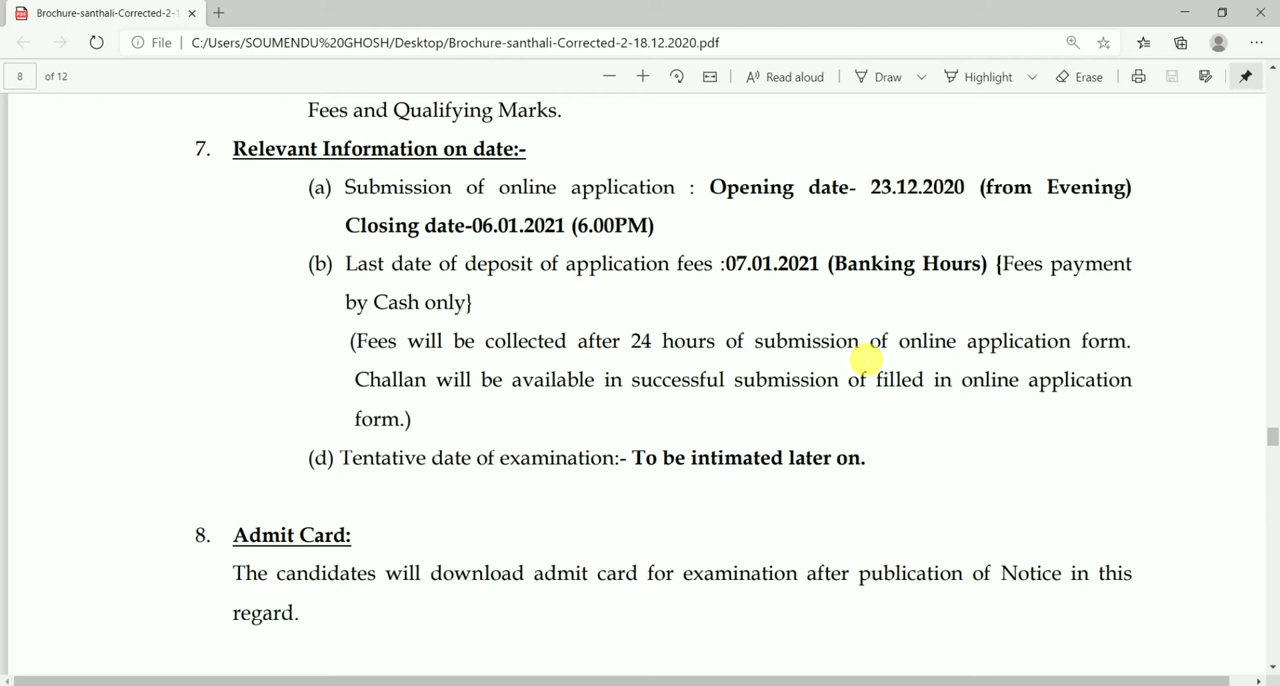 Brochure-santhali-Corrected-2-1
File | C:/Users/SOUMENDU%20GHOSH/Desktop/Brochure-santhali-Corrected-2-18.12.2020.pdf
8 of 12 Read aloud Draw Highlight Erase
Fees and Qualifying Marks.
7. Relevant Information on date:-
(a) Submission of online application : Opening date- 23.12.2020 (from Evening)
Closing date-06.01.2021 (6.00PM)
(b) Last date of deposit of application fees :07.01.2021 (Banking Hours) {Fees payment
by Cash only}
(Fees will be collected after 24 hours of submission of online application form.
Challan will be available in successful submission of filled in online application
form.)
(d) Tentative date of examination:- To be intimated later on.
8. Admit Card:
The candidates will download admit card for examination after publication of Notice in this
regard.